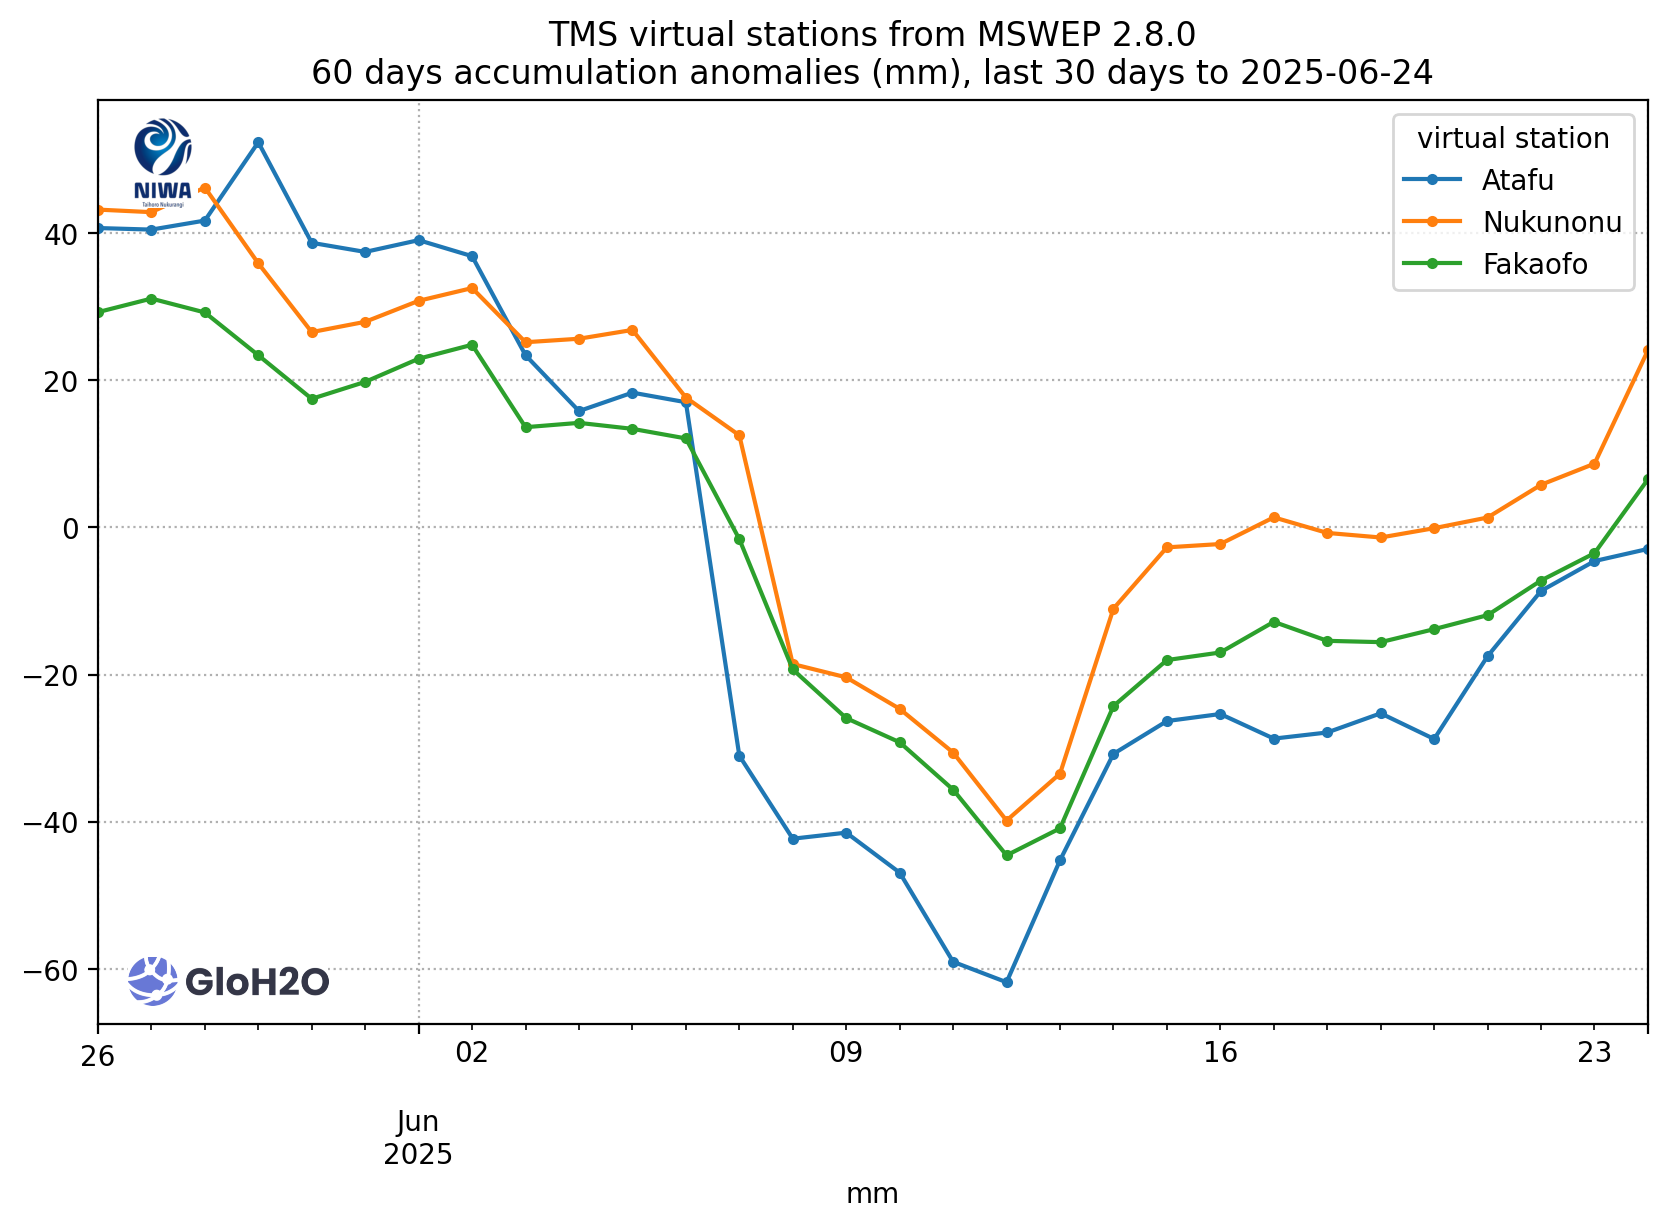 TMS virtual stations from MSWEP 2.8.0
60 days accumulation anomalies (mm), last 30 days to 2025-06-24
NIWA
Taihoro Nukurangi
virtual station
Atafu
Nukunonu
Fakaofo
40
20
0
−20
−40
−60
GloH2O
26
02
09
16
23
Jun
2025
mm